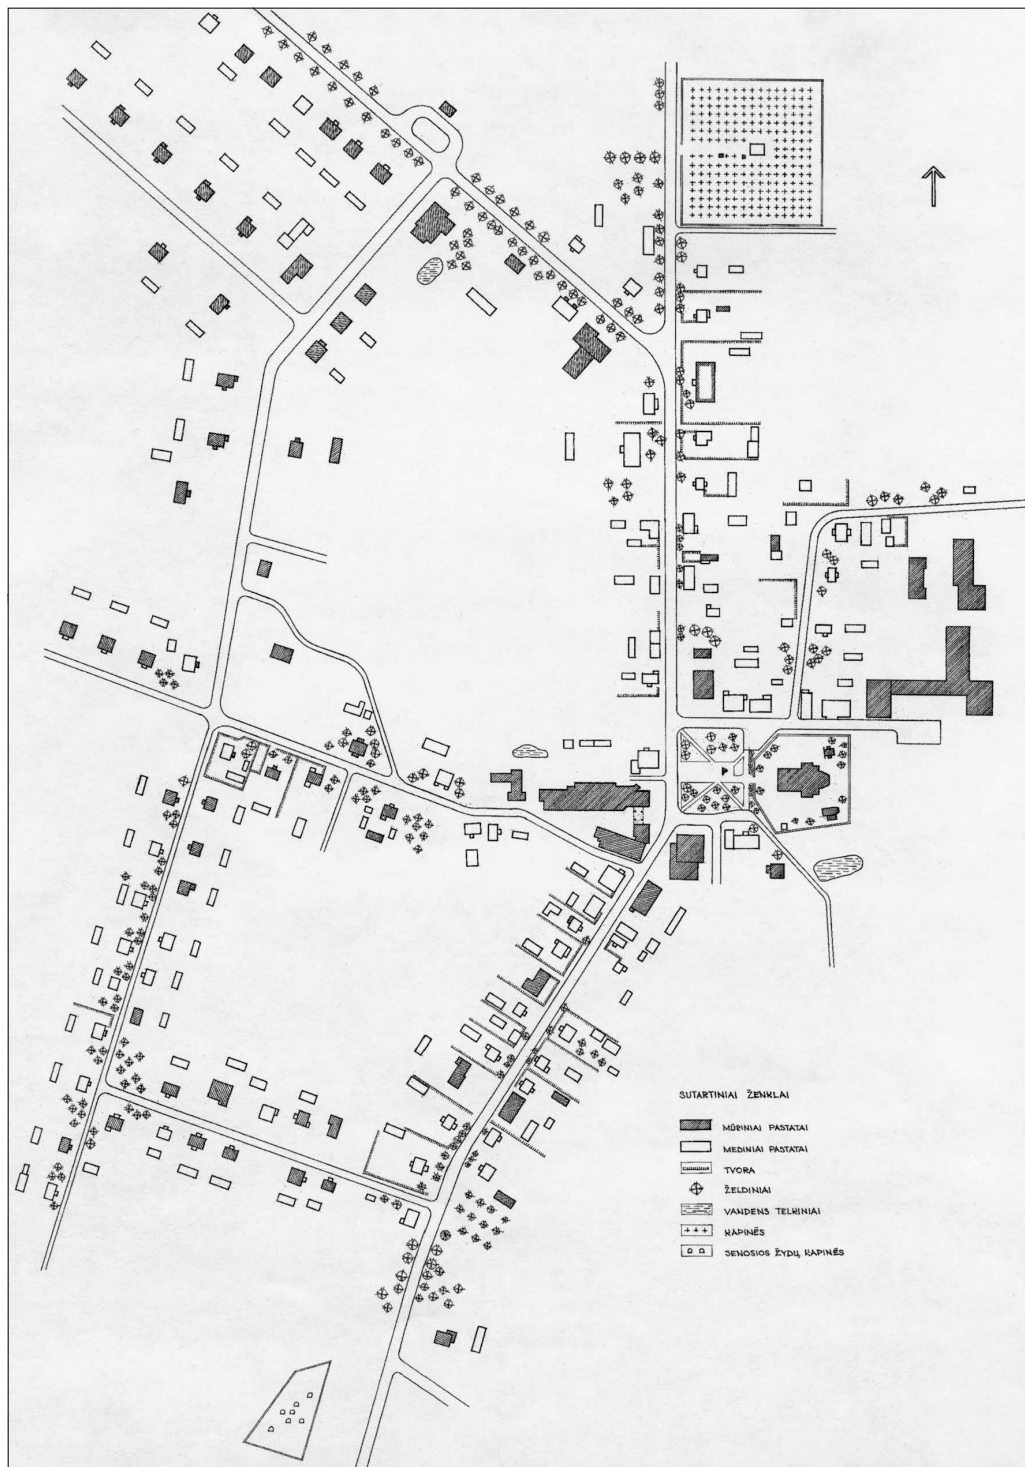 SUTARTINIAI ŽENKLAI
MŪRINIAI PASTATAI
MEDINIAI PASTATAI
TVORA
ŽELDINIAI
VANDENS TELKINIAI
KAPINĖS
SENOSIOS ŽYDŲ KAPINĖS